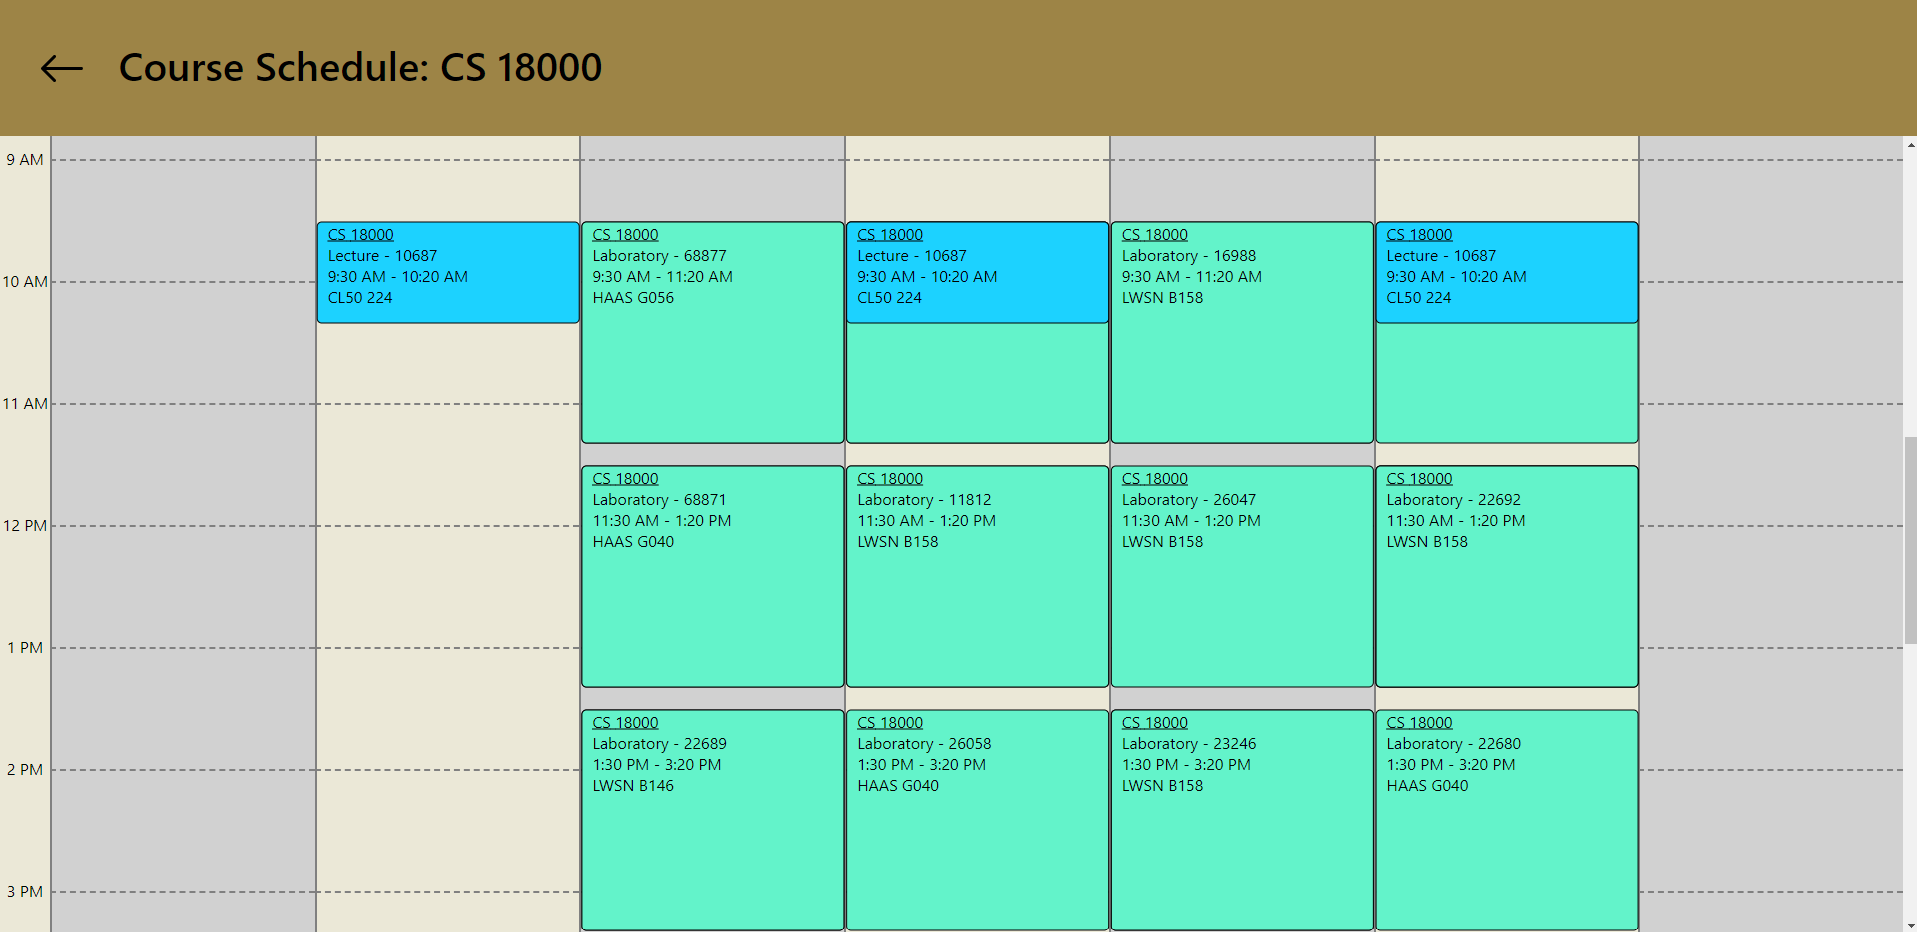 Course Schedule: CS 18000
9 AM
10 AM
11 AM
12 PM
1 PM
2 PM
3 PM
CS 18000
Lecture - 10687
9:30 AM - 10:20 AM
CL50 224
CS 18000
Laboratory - 68877
9:30 AM - 11:20 AM
HAAS G056
CS 18000
Lecture - 10687
9:30 AM - 10:20 AM
CL50 224
CS 18000
Laboratory - 16988
9:30 AM - 11:20 AM
LWSN B158
CS 18000
Lecture - 10687
9:30 AM - 10:20 AM
CL50 224
CS 18000
Laboratory - 68871
11:30 AM - 1:20 PM
HAAS G040
CS 18000
Laboratory - 11812
11:30 AM - 1:20 PM
LWSN B158
CS 18000
Laboratory - 26047
11:30 AM - 1:20 PM
LWSN B158
CS 18000
Laboratory - 22692
11:30 AM - 1:20 PM
LWSN B158
CS 18000
Laboratory - 22689
1:30 PM - 3:20 PM
LWSN B146
CS 18000
Laboratory - 26058
1:30 PM - 3:20 PM
HAAS G040
CS 18000
Laboratory - 23246
1:30 PM - 3:20 PM
LWSN B158
CS 18000
Laboratory - 22680
1:30 PM - 3:20 PM
HAAS G040